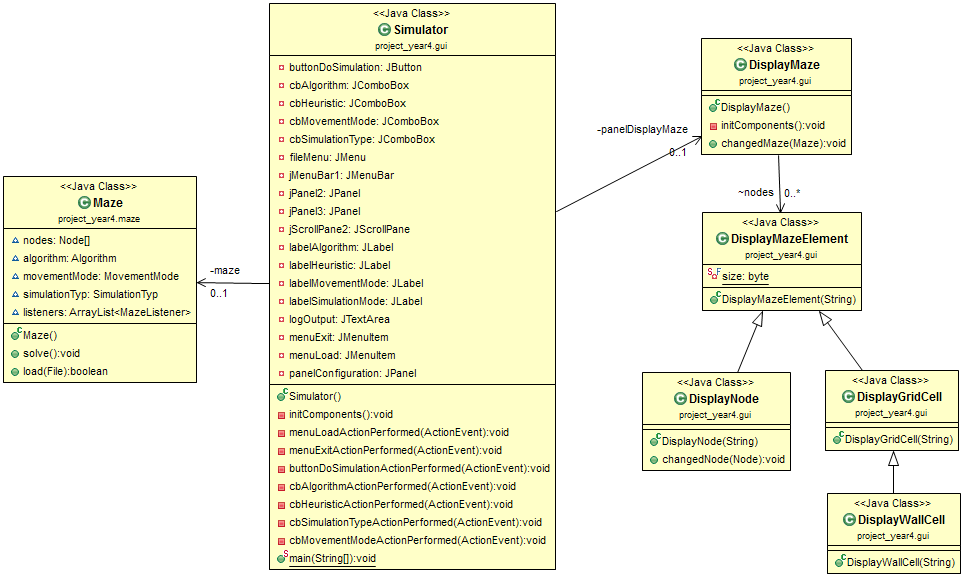 <<Java Class>>
Maze
project_year4.maze
nodes: Node[]
algorithm: Algorithm
movementMode: MovementMode
simulationTyp: SimulationTyp
listeners: ArrayList<MazeListener>
Maze()
solve():void
load(File):boolean
-maze
0..1
<<Java Class>>
Simulator
project_year4.gui
buttonDoSimulation: JButton
cbAlgorithm: JComboBox
cbHeuristic: JComboBox
cbMovementMode: JComboBox
cbSimulationType: JComboBox
fileMenu: JMenu
jMenuBar1: JMenuBar
jPanel2: JPanel
jPanel3: JPanel
jScrollPane2: JScrollPane
labelAlgorithm: JLabel
labelHeuristic: JLabel
labelMovementMode: JLabel
labelSimulationMode: JLabel
logOutput: JTextArea
menuExit: JMenuItem
menuLoad: JMenuItem
panelConfiguration: JPanel
Simulator()
initComponents():void
menuLoadActionPerformed(ActionEvent):void
menuExitActionPerformed(ActionEvent):void
buttonDoSimulationActionPerformed(ActionEvent):void
cbAlgorithmActionPerformed(ActionEvent):void
cbHeuristicActionPerformed(ActionEvent):void
cbSimulationTypeActionPerformed(ActionEvent):void
cbMovementModeActionPerformed(ActionEvent):void
main(String[]):void
-panelDisplayMaze
0..1
<<Java Class>>
DisplayMaze
project_year4.gui
DisplayMaze()
initComponents():void
changedMaze(Maze):void
~nodes
0..*
<<Java Class>>
DisplayMazeElement
project_year4.gui
size: byte
DisplayMazeElement(String)
<<Java Class>>
DisplayNode
project_year4.gui
DisplayNode(String)
changedNode(Node):void
<<Java Class>>
DisplayGridCell
project_year4.gui
DisplayGridCell(String)
<<Java Class>>
DisplayWallCell
project_year4.gui
DisplayWallCell(String)